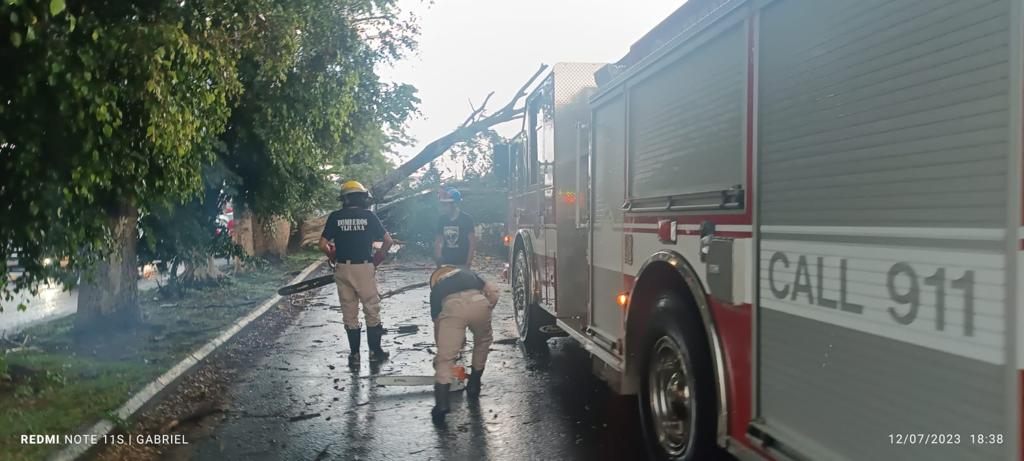 BOMBEROS
TIJUANA
CALL 911
REDMI NOTE 11S | GABRIEL
12/07/2023 18:38